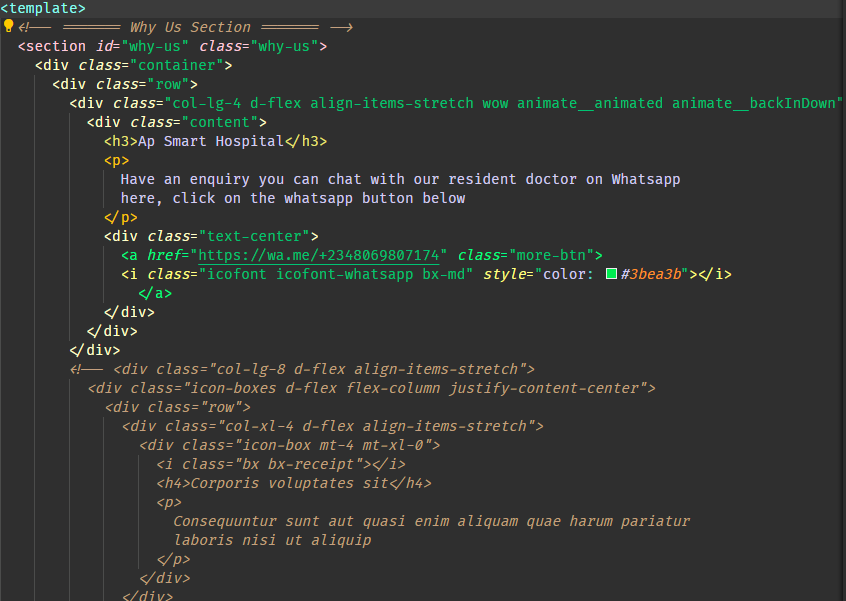 <template>
<!-- ======= Why Us Section ======= -->
<section id="why-us" class="why-us">
<div class="container">
<div class="row">
<div class="col-lg-4 d-flex align-items-stretch wow animate__animated animate__backInDown"
<div class="content">
<h3>Ap Smart Hospital</h3>
<p>
Have an enquiry you can chat with our resident doctor on Whatsapp
here, click on the whatsapp button below
</p>
<div class="text-center">
<a href="https://wa.me/+2348069807174" class="more-btn">
<i class="icofont icofont-whatsapp bx-md" style="color: #3bea3b"></i>
</a>
</div>
</div>
</div>
<!-- <div class="col-lg-8 d-flex align-items-stretch">
<div class="icon-boxes d-flex flex-column justify-content-center">
<div class="row">
<div class="col-xl-4 d-flex align-items-stretch">
<div class="icon-box mt-4 mt-xl-0">
<i class="bx bx-receipt"></i>
<h4>Corporis voluptates sit</h4>
<p>
Consequuntur sunt aut quasi enim aliquam quae harum pariatur
laboris nisi ut aliquip
</p>
</div>
</div>